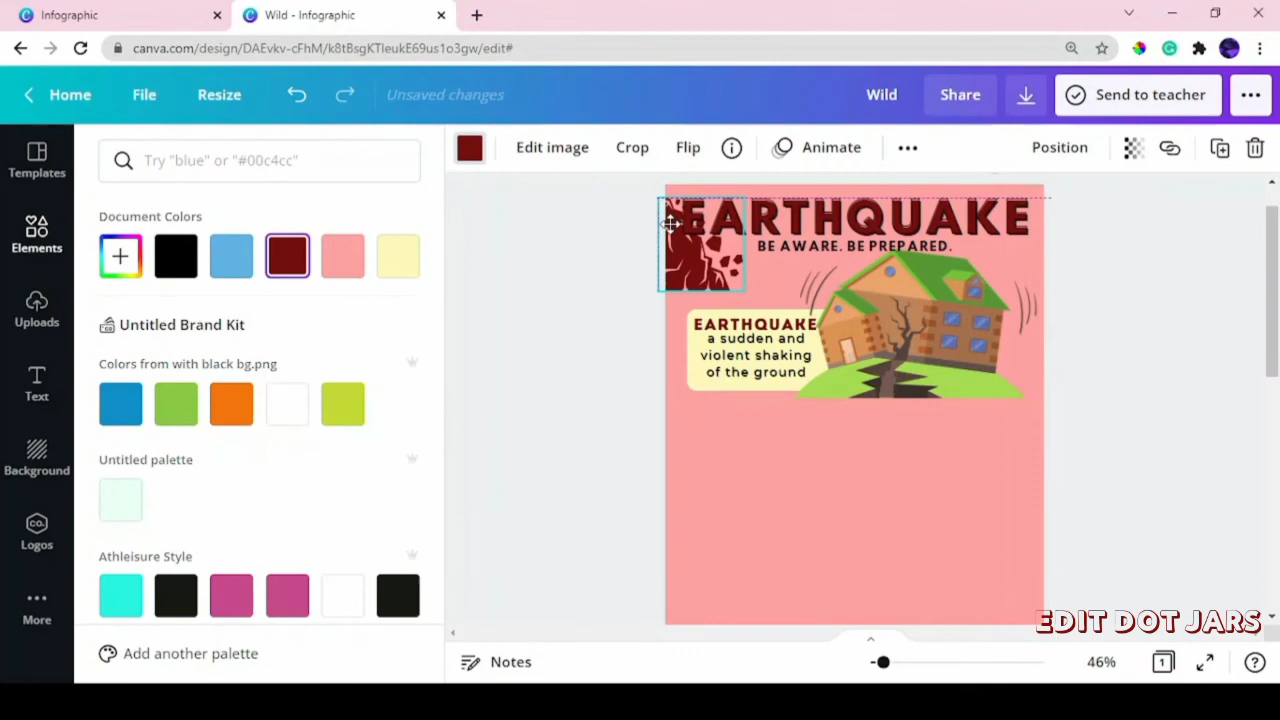 Infographic
Wild - Infographic
canva.com/design/DAEvkv-cFhM/k8tBsgKTleukE69us1o3gw/edit#
Home
File
Resize
Unsaved changes
Wild
Share
Send to teacher
Templates
Elements
Uploads
Text
Background
CO.
Logos
More
Try "blue" or "#00c4cc"
Document Colors
Untitled Brand Kit
Colors from with black bg.png
Untitled palette
Athleisure Style
Add another palette
Edit image
Crop
Flip
Animate
Position
EARTHQUAKE
BE AWARE. BE PREPARED.
EARTHQUAKE
a sudden and
violent shaking
of the ground
EDIT DOT JARS
Notes
46%
1